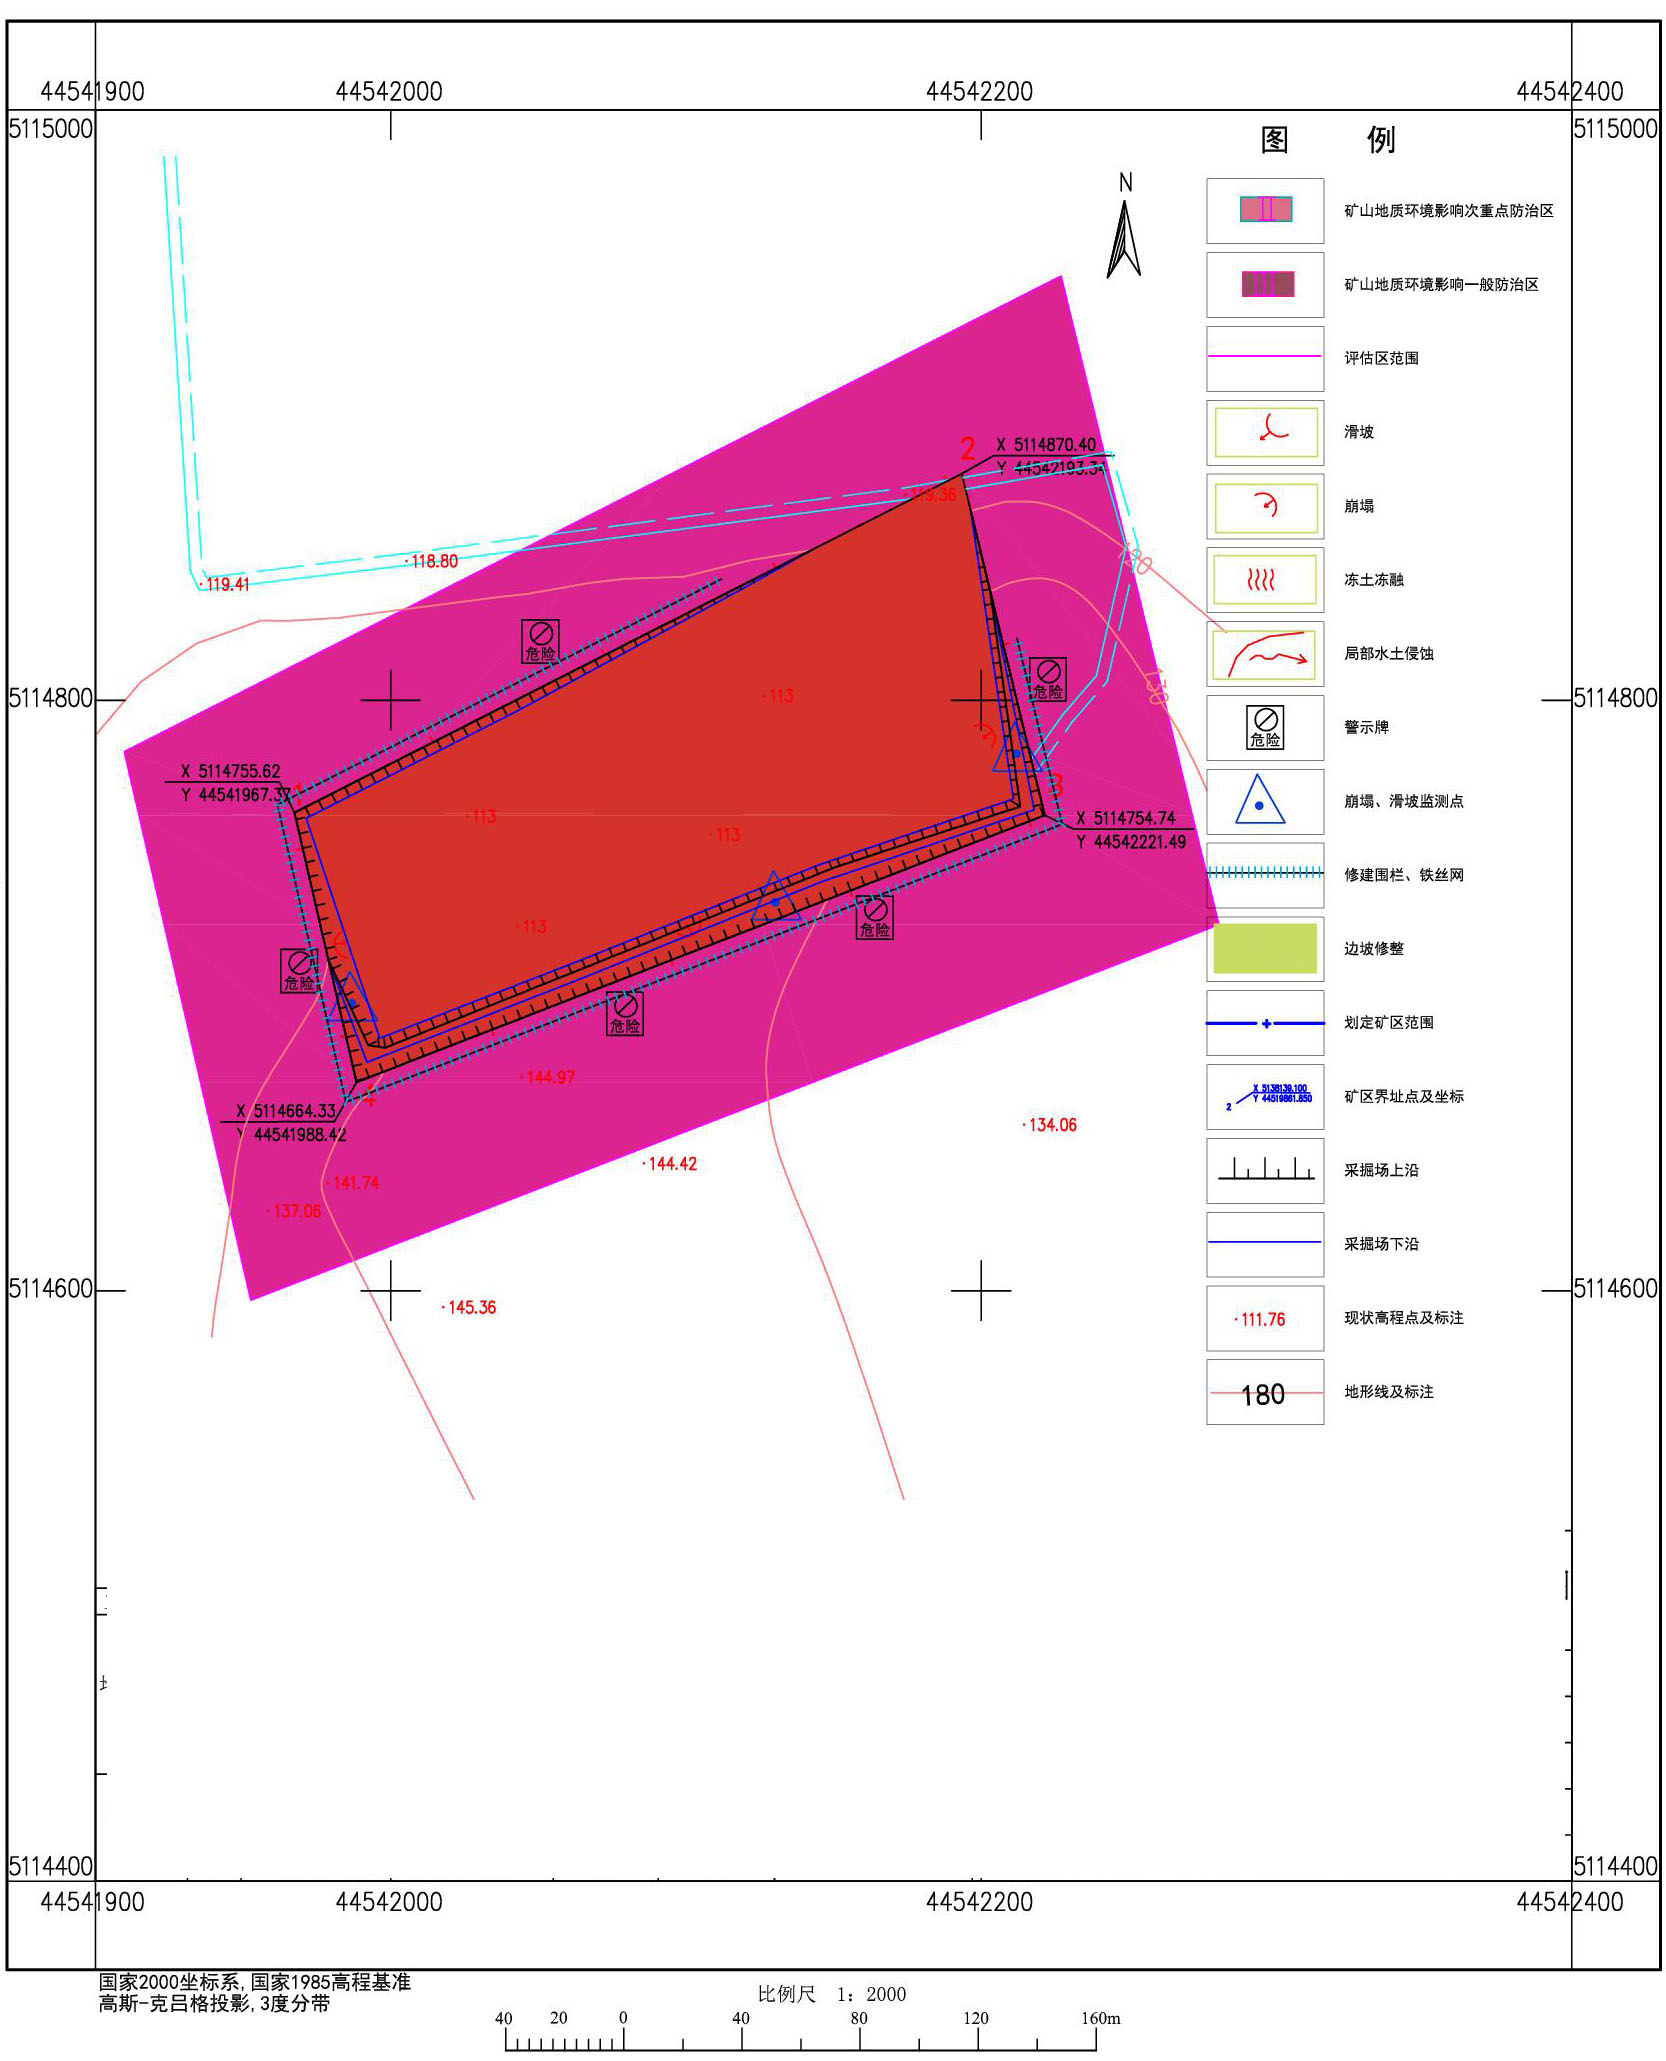 44541900 44542000 44542200 44542400
5115000 5115000
图 例
N
矿山地质环境影响次重点防治区
矿山地质环境影响一般防治区
评估区范围
滑坡
崩塌
冻土冻融
局部水土侵蚀
危险 警示牌
崩塌、滑坡监测点
修建围栏、铁丝网
边坡修整
划定矿区范围
X 5138139.100
Y 44519861.850
2
矿区界址点及坐标
采掘场上沿
采掘场下沿
·111.76 现状高程点及标注
180 地形线及标注
2
X 5114870.40
Y 44542193.34
·119.36
·118.80
·119.41
130
危险
危险
·113
5114800 5114800
X 5114755.62
Y 44541967.37
1
3
X 5114754.74
Y 44542221.49
·113
·113
·113
危险
危险
危险
·144.97
4
X 5114664.33
Y 44541988.42
·134.06
·144.42
·141.74
·137.06
5114600 5114600
·145.36
5114400 5114400
44541900 44542000 44542200 44542400
国家2000坐标系,国家1985高程基准
高斯-克吕格投影,3度分带
比例尺 1: 2000
40 20 0 40 80 120 160m